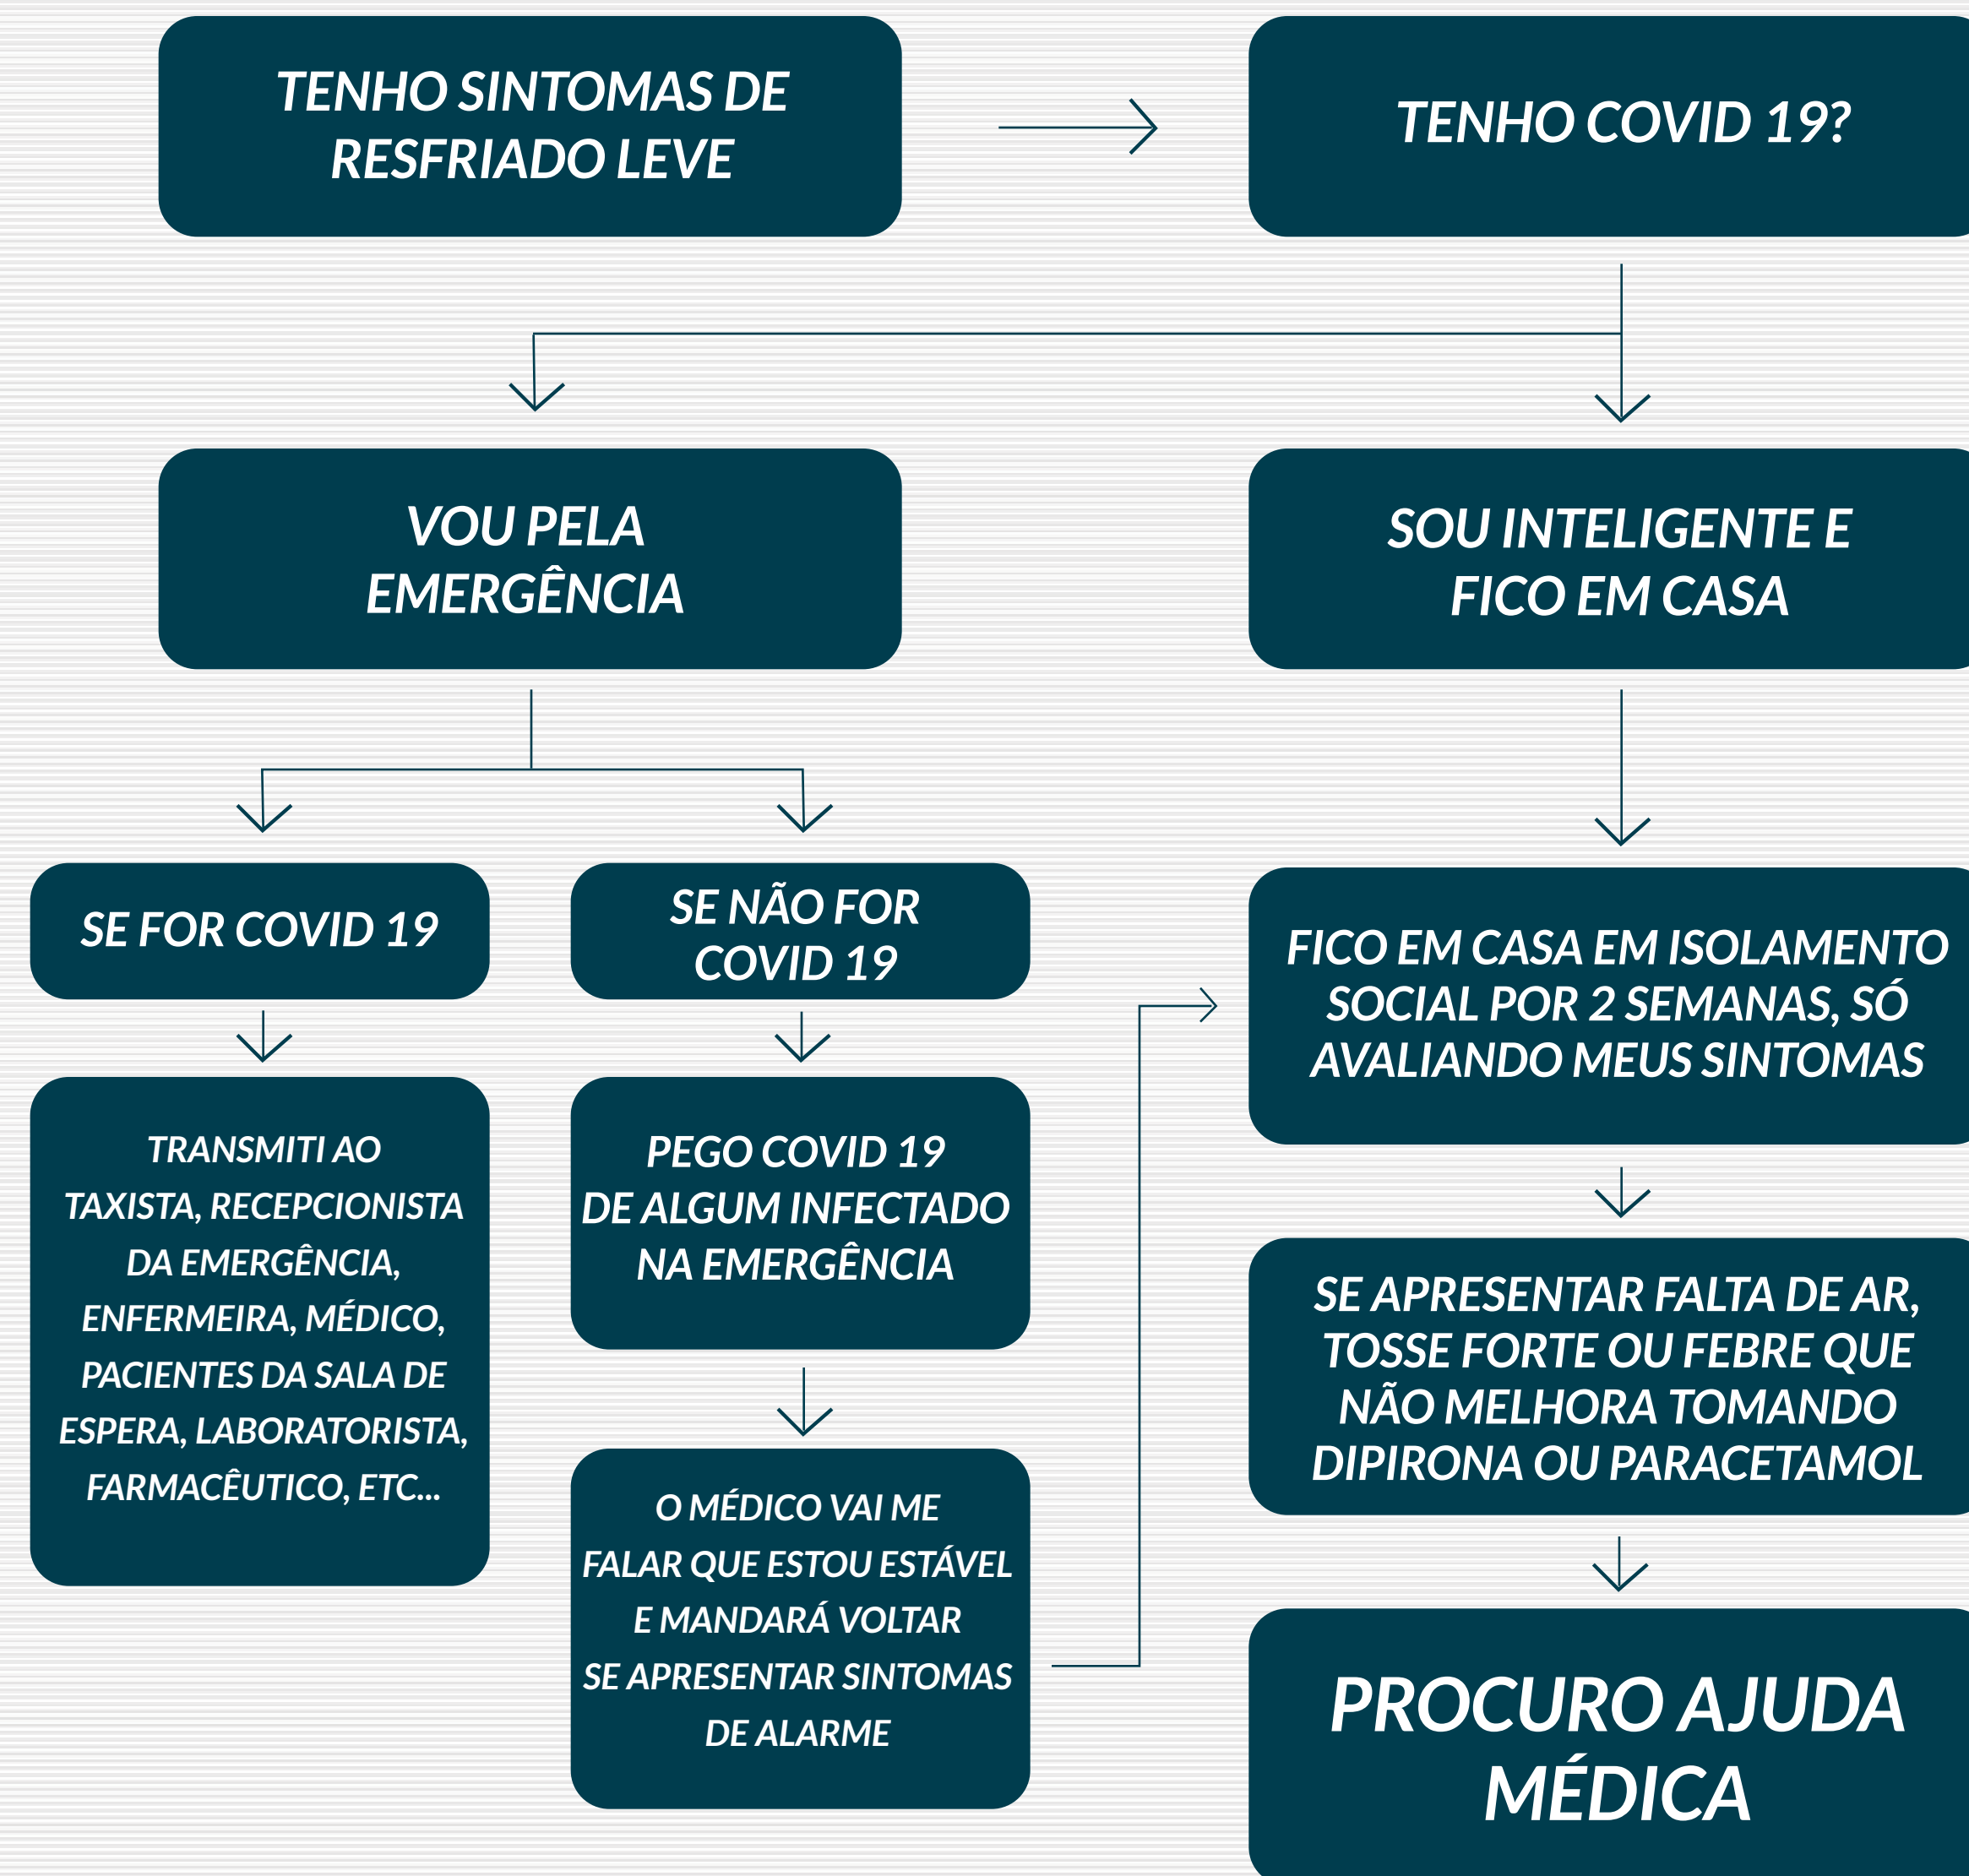 TENHO SINTOMAS DE
RESFRIADO LEVE
TENHO COVID 19?
VOU PELA
EMERGÊNCIA
SOU INTELIGENTE E
FICO EM CASA
SE FOR COVID 19
SE NÃO FOR
COVID 19
FICO EM CASA EM ISOLAMENTO
SOCIAL POR 2 SEMANAS, SÓ
AVALIANDO MEUS SINTOMAS
TRANSMITI AO
TAXISTA, RECEPCIONISTA
DA EMERGÊNCIA,
ENFERMEIRA, MÉDICO,
PACIENTES DA SALA DE
ESPERA, LABORATORISTA,
FARMACÊUTICO, ETC...
PEGO COVID 19
DE ALGUM INFECTADO
NA EMERGÊNCIA
SE APRESENTAR FALTA DE AR,
TOSSE FORTE OU FEBRE QUE
NÃO MELHORA TOMANDO
DIPIRONA OU PARACETAMOL
O MÉDICO VAI ME
FALAR QUE ESTOU ESTÁVEL
E MANDARÁ VOLTAR
SE APRESENTAR SINTOMAS
DE ALARME
PROCURO AJUDA
MÉDICA